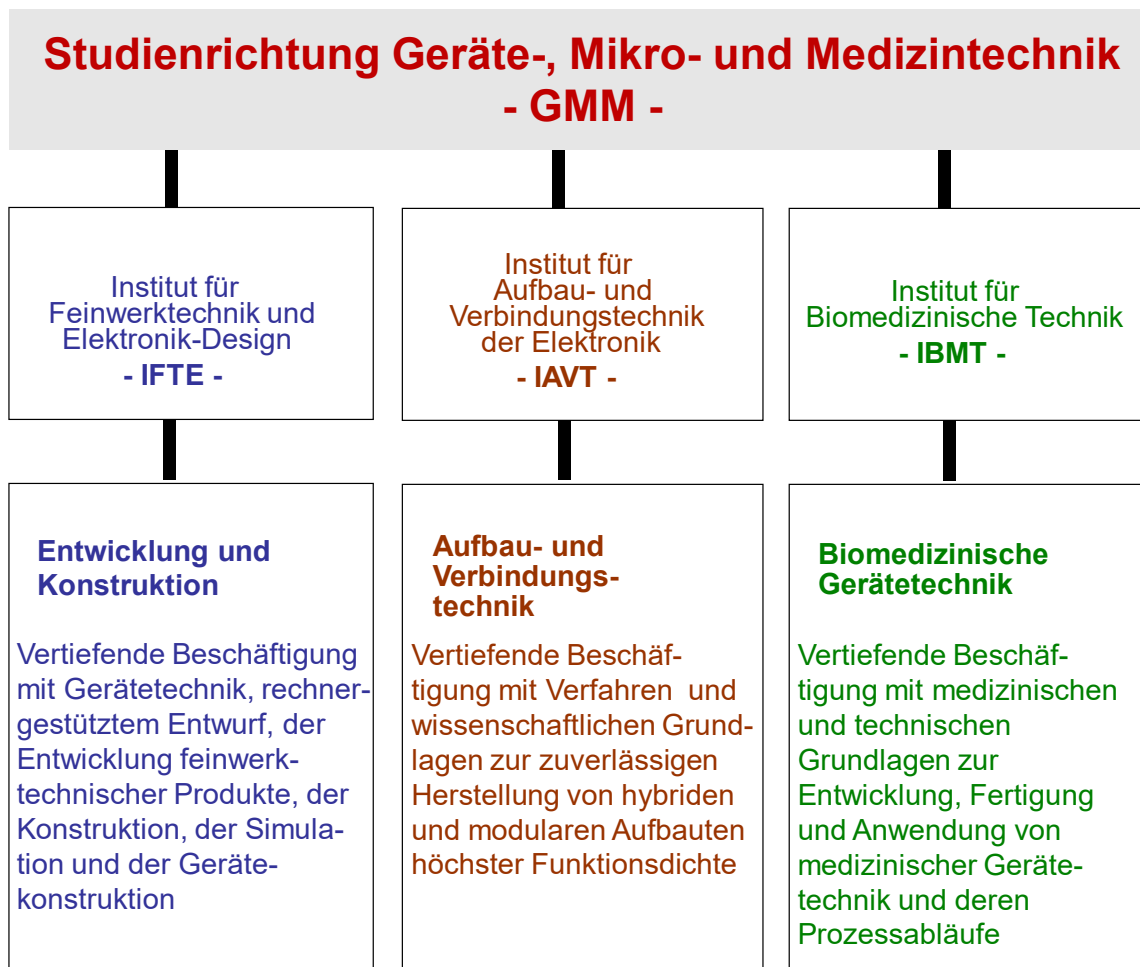 Studienrichtung Geräte-, Mikro- und Medizintechnik
- GMM -
Institut für
Feinwerktechnik und
Elektronik-Design
- IFTE -
Institut für
Aufbau- und
Verbindungstechnik
der Elektronik
- IAVT -
Institut für
Biomedizinische Technik
- IBMT -
Entwicklung und
Konstruktion
Vertiefende Beschäftigung
mit Gerätetechnik, rechner-
gestütztem Entwurf, der
Entwicklung feinwerk-
technischer Produkte, der
Konstruktion, der Simula-
tion und der Geräte-
konstruktion
Aufbau- und
Verbindungs-
technik
Vertiefende Beschäf-
tigung mit Verfahren und
wissenschaftlichen Grund-
lagen zur zuverlässigen
Herstellung von hybriden
und modularen Aufbauten
höchster Funktionsdichte
Biomedizinische
Gerätetechnik
Vertiefende Beschäf-
tigung mit medizinischen
und technischen
Grundlagen zur
Entwicklung, Fertigung
und Anwendung von
medizinischer Geräte-
technik und deren
Prozessabläufe